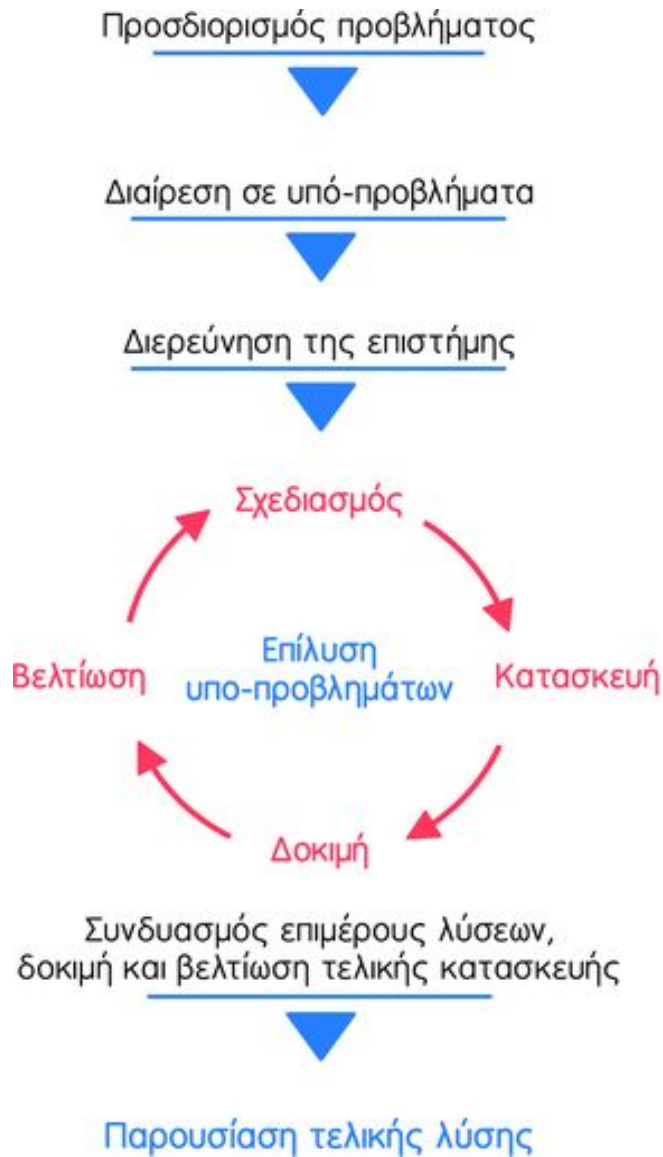 Προσδιορισμός προβλήματος
Διαίρεση σε υπό-προβλήματα
Διερεύνηση της επιστήμης
Σχεδιασμός
Βελτίωση
Επίλυση
υπο-προβλημάτων
Κατασκευή
Δοκιμή
Συνδυασμός επιμέρους λύσεων,
δοκιμή και βελτίωση τελικής κατασκευής
Παρουσίαση τελικής λύσης